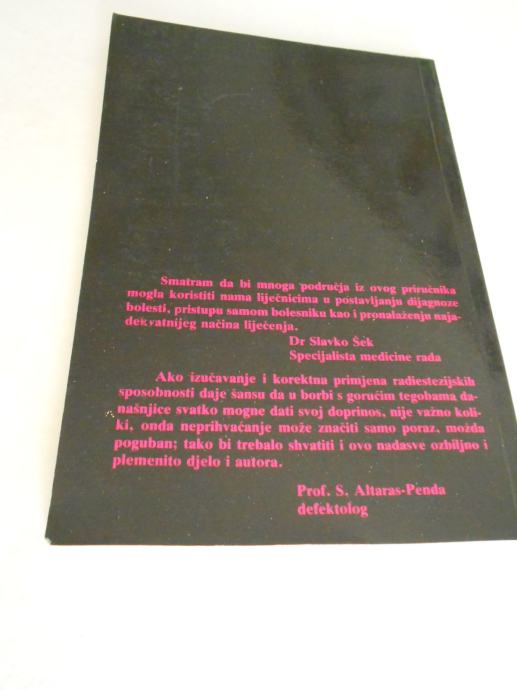 Smatram da bi mnoga područja iz ovog priručnika
mogla koristiti nama liječnicima u postavljanju dijagnoze
bolesti, pristupu samom bolesniku kao i pronalaženju naja-
dekvatnijeg načina liječenja.
Dr Slavko Šek
Specijalista medicine rada
Ako izučavanje i korektna primjena radiestezijskih
sposobnosti daje šansu da u borbi s gorućim tegobama da-
našnjice svatko mogne dati svoj doprinos, nije važno koli-
ki, onda neprihvaćanje može značiti samo poraz, možda
poguban; tako bi trebalo shvatiti i ovo nadasve ozbiljno i
plemenito djelo i autora.
Prof. S. Altaras-Penda
defektolog